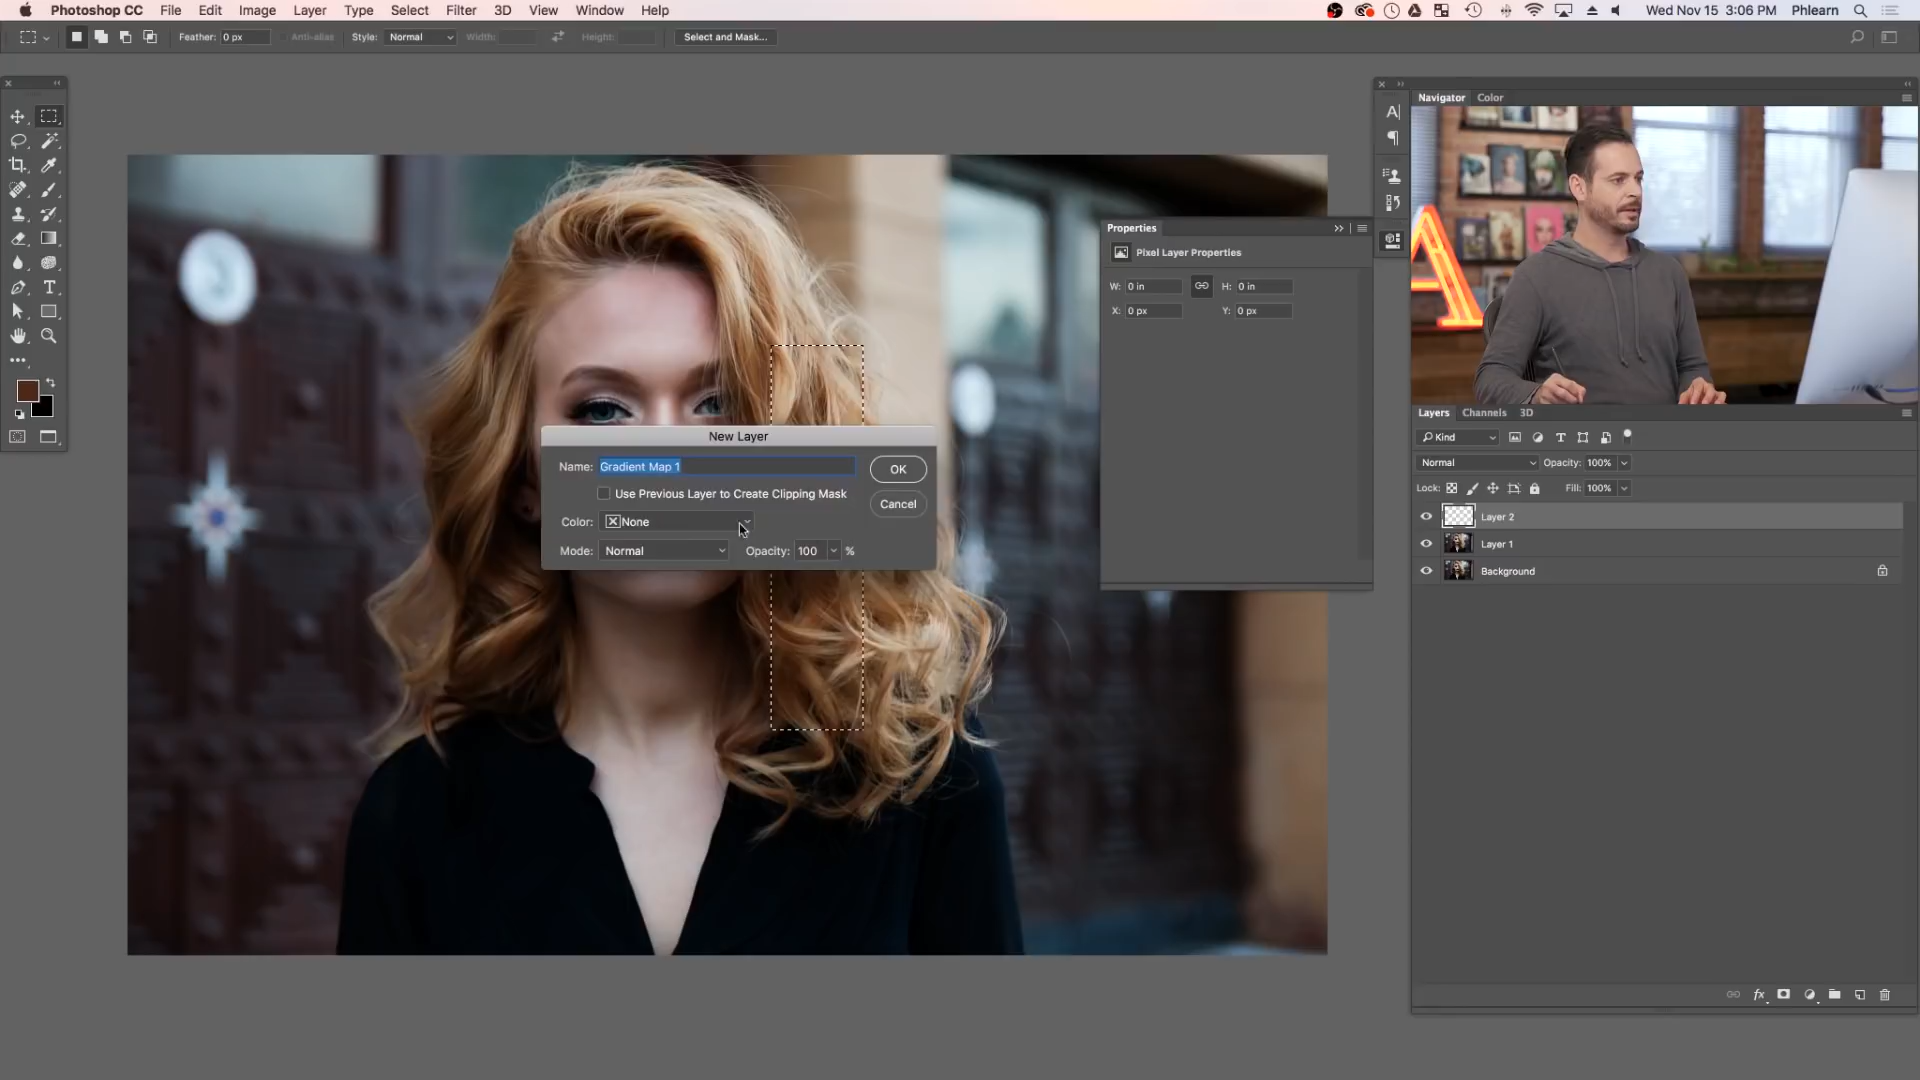 Photoshop CC File Edit Image Layer Type Select Filter 3D View Window Help Wed Nov 15 3:06 PM Phlearn
Feather: 0 px Anti-alias Style: Normal Width: Height: Select and Mask...
Navigator Color
Properties
Pixel Layer Properties
W: 0 in H: 0 in
X: 0 px Y: 0 px
New Layer
Name: Gradient Map 1 OK
Use Previous Layer to Create Clipping Mask
Cancel
Color: None
Mode: Normal Opacity: 100 %
Layers Channels 3D
Kind
Normal Opacity: 100%
Lock: Fill: 100%
Layer 2
Layer 1
Background